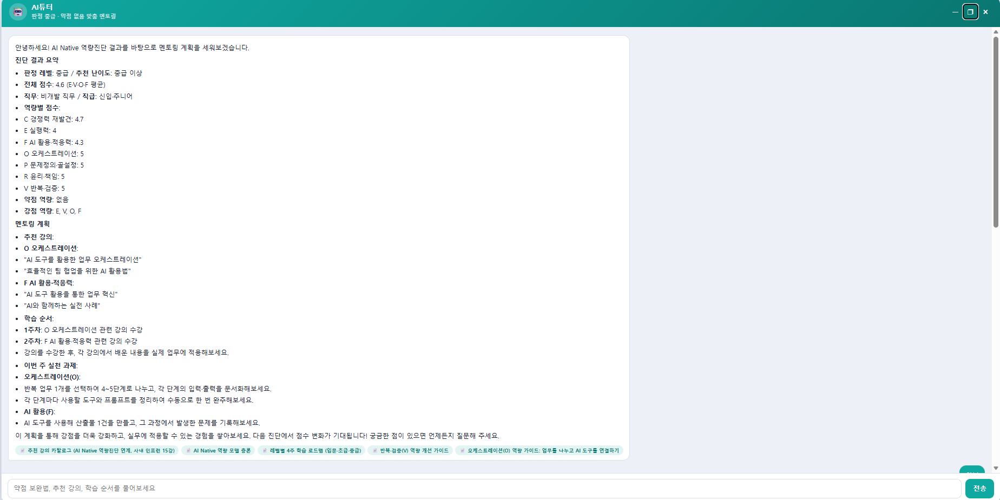 AI튜터
판정 중급 · 약점 없음 맞춤 멘토링
안녕하세요! AI Native 역량진단 결과를 바탕으로 멘토링 계획을 세워보겠습니다.
진단 결과 요약
• 판정 레벨: 중급 / 추천 난이도: 중급 이상
• 전체 점수: 4.6 (E·V·O·F 평균)
• 직무: 비개발 직무 / 직급: 신입·주니어
• 역량별 점수:
• C 경쟁력 재발견: 4.7
• E 실행력: 4
• F AI 활용·적응력: 4.3
• O 오케스트레이션: 5
• P 문제정의·골설정: 5
• R 윤리·책임: 5
• V 반복·검증: 5
• 약점 역량: 없음
• 강점 역량: E, V, O, F
멘토링 계획
• 추천 강의:
• O 오케스트레이션:
• "AI 도구를 활용한 업무 오케스트레이션"
• "효율적인 팀 협업을 위한 AI 활용법"
• F AI 활용·적응력:
• "AI 도구 활용을 통한 업무 혁신"
• "AI와 함께하는 실전 사례"
• 학습 순서:
• 1주차: O 오케스트레이션 관련 강의 수강
• 2주차: F AI 활용·적응력 관련 강의 수강
• 강의를 수강한 후, 각 강의에서 배운 내용을 실제 업무에 적용해보세요.
• 이번 주 실천 과제:
• 오케스트레이션(O):
• 반복 업무 1개를 선택하여 4~5단계로 나누고, 각 단계의 입력·출력을 문서화해보세요.
• 각 단계마다 사용할 도구와 프롬프트를 정리하여 수동으로 한 번 완주해보세요.
• AI 활용(F):
• AI 도구를 사용해 산출물 1건을 만들고, 그 과정에서 발생한 문제를 기록해보세요.
이 계획을 통해 강점을 더욱 강화하고, 실무에 적용할 수 있는 경험을 쌓아보세요. 다음 진단에서 점수 변화가 기대됩니다! 궁금한 점이 있으면 언제든지 질문해 주세요.
추천 강의 카탈로그 (AI Native 역량진단 연계, 사내 인프런 15강) AI Native 역량 모델 총론 레벨별 4주 학습 로드맵 (입문·초급·중급) 반복·검증(V) 역량 개선 가이드 오케스트레이션(O) 역량 가이드: 업무를 나누고 AI 도구를 연결하기
약점 보완법, 추천 강의, 학습 순서를 물어보세요
전송